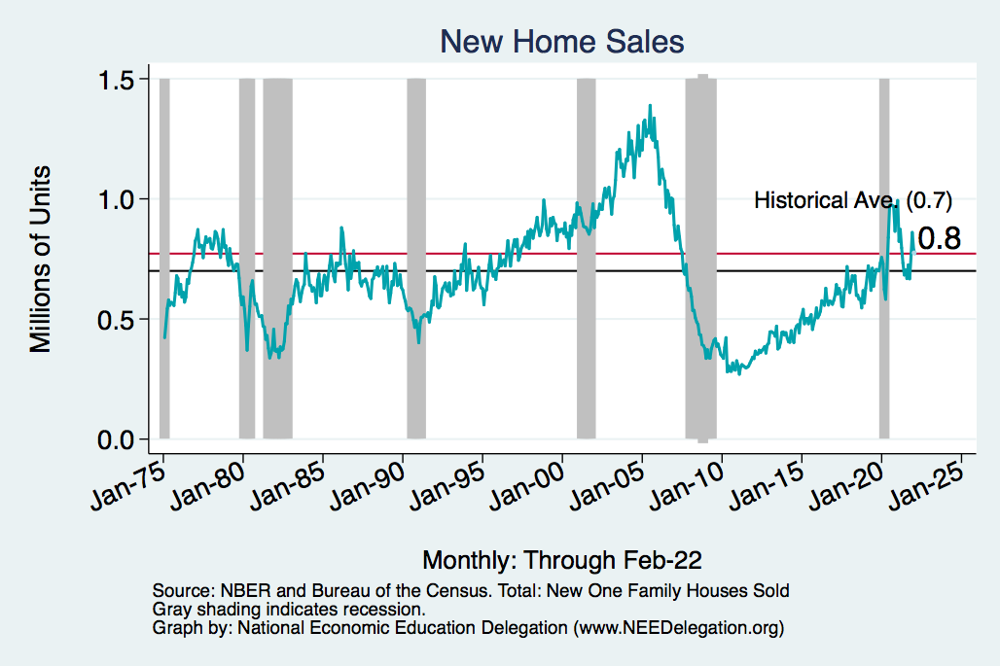 New Home Sales
Millions of Units
1.5
1.0
0.5
0.0
Historical Ave. (0.7)
0.8
Jan-75 Jan-80 Jan-85 Jan-90 Jan-95 Jan-00 Jan-05 Jan-10 Jan-15 Jan-20 Jan-25
Monthly: Through Feb-22
Source: NBER and Bureau of the Census. Total: New One Family Houses Sold
Gray shading indicates recession.
Graph by: National Economic Education Delegation (www.NEEDelegation.org)